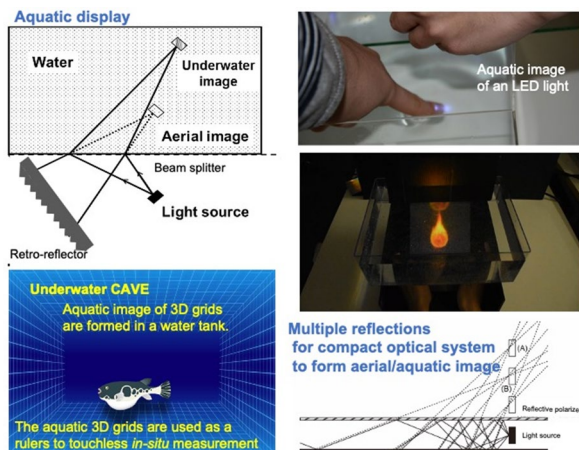 Aquatic display
Water
Underwater
image
Aerial image
Beam splitter
Light source
Retro-reflector
Aquatic image
of an LED light
Underwater CAVE
Aquatic image of 3D grids
are formed in a water tank.
The aquatic 3D grids are used as a
rulers to touchless in-situ measurement
Multiple reflections
for compact optical system
to form aerial/aquatic image
(A)
(B)
Reflective polarize
Light source